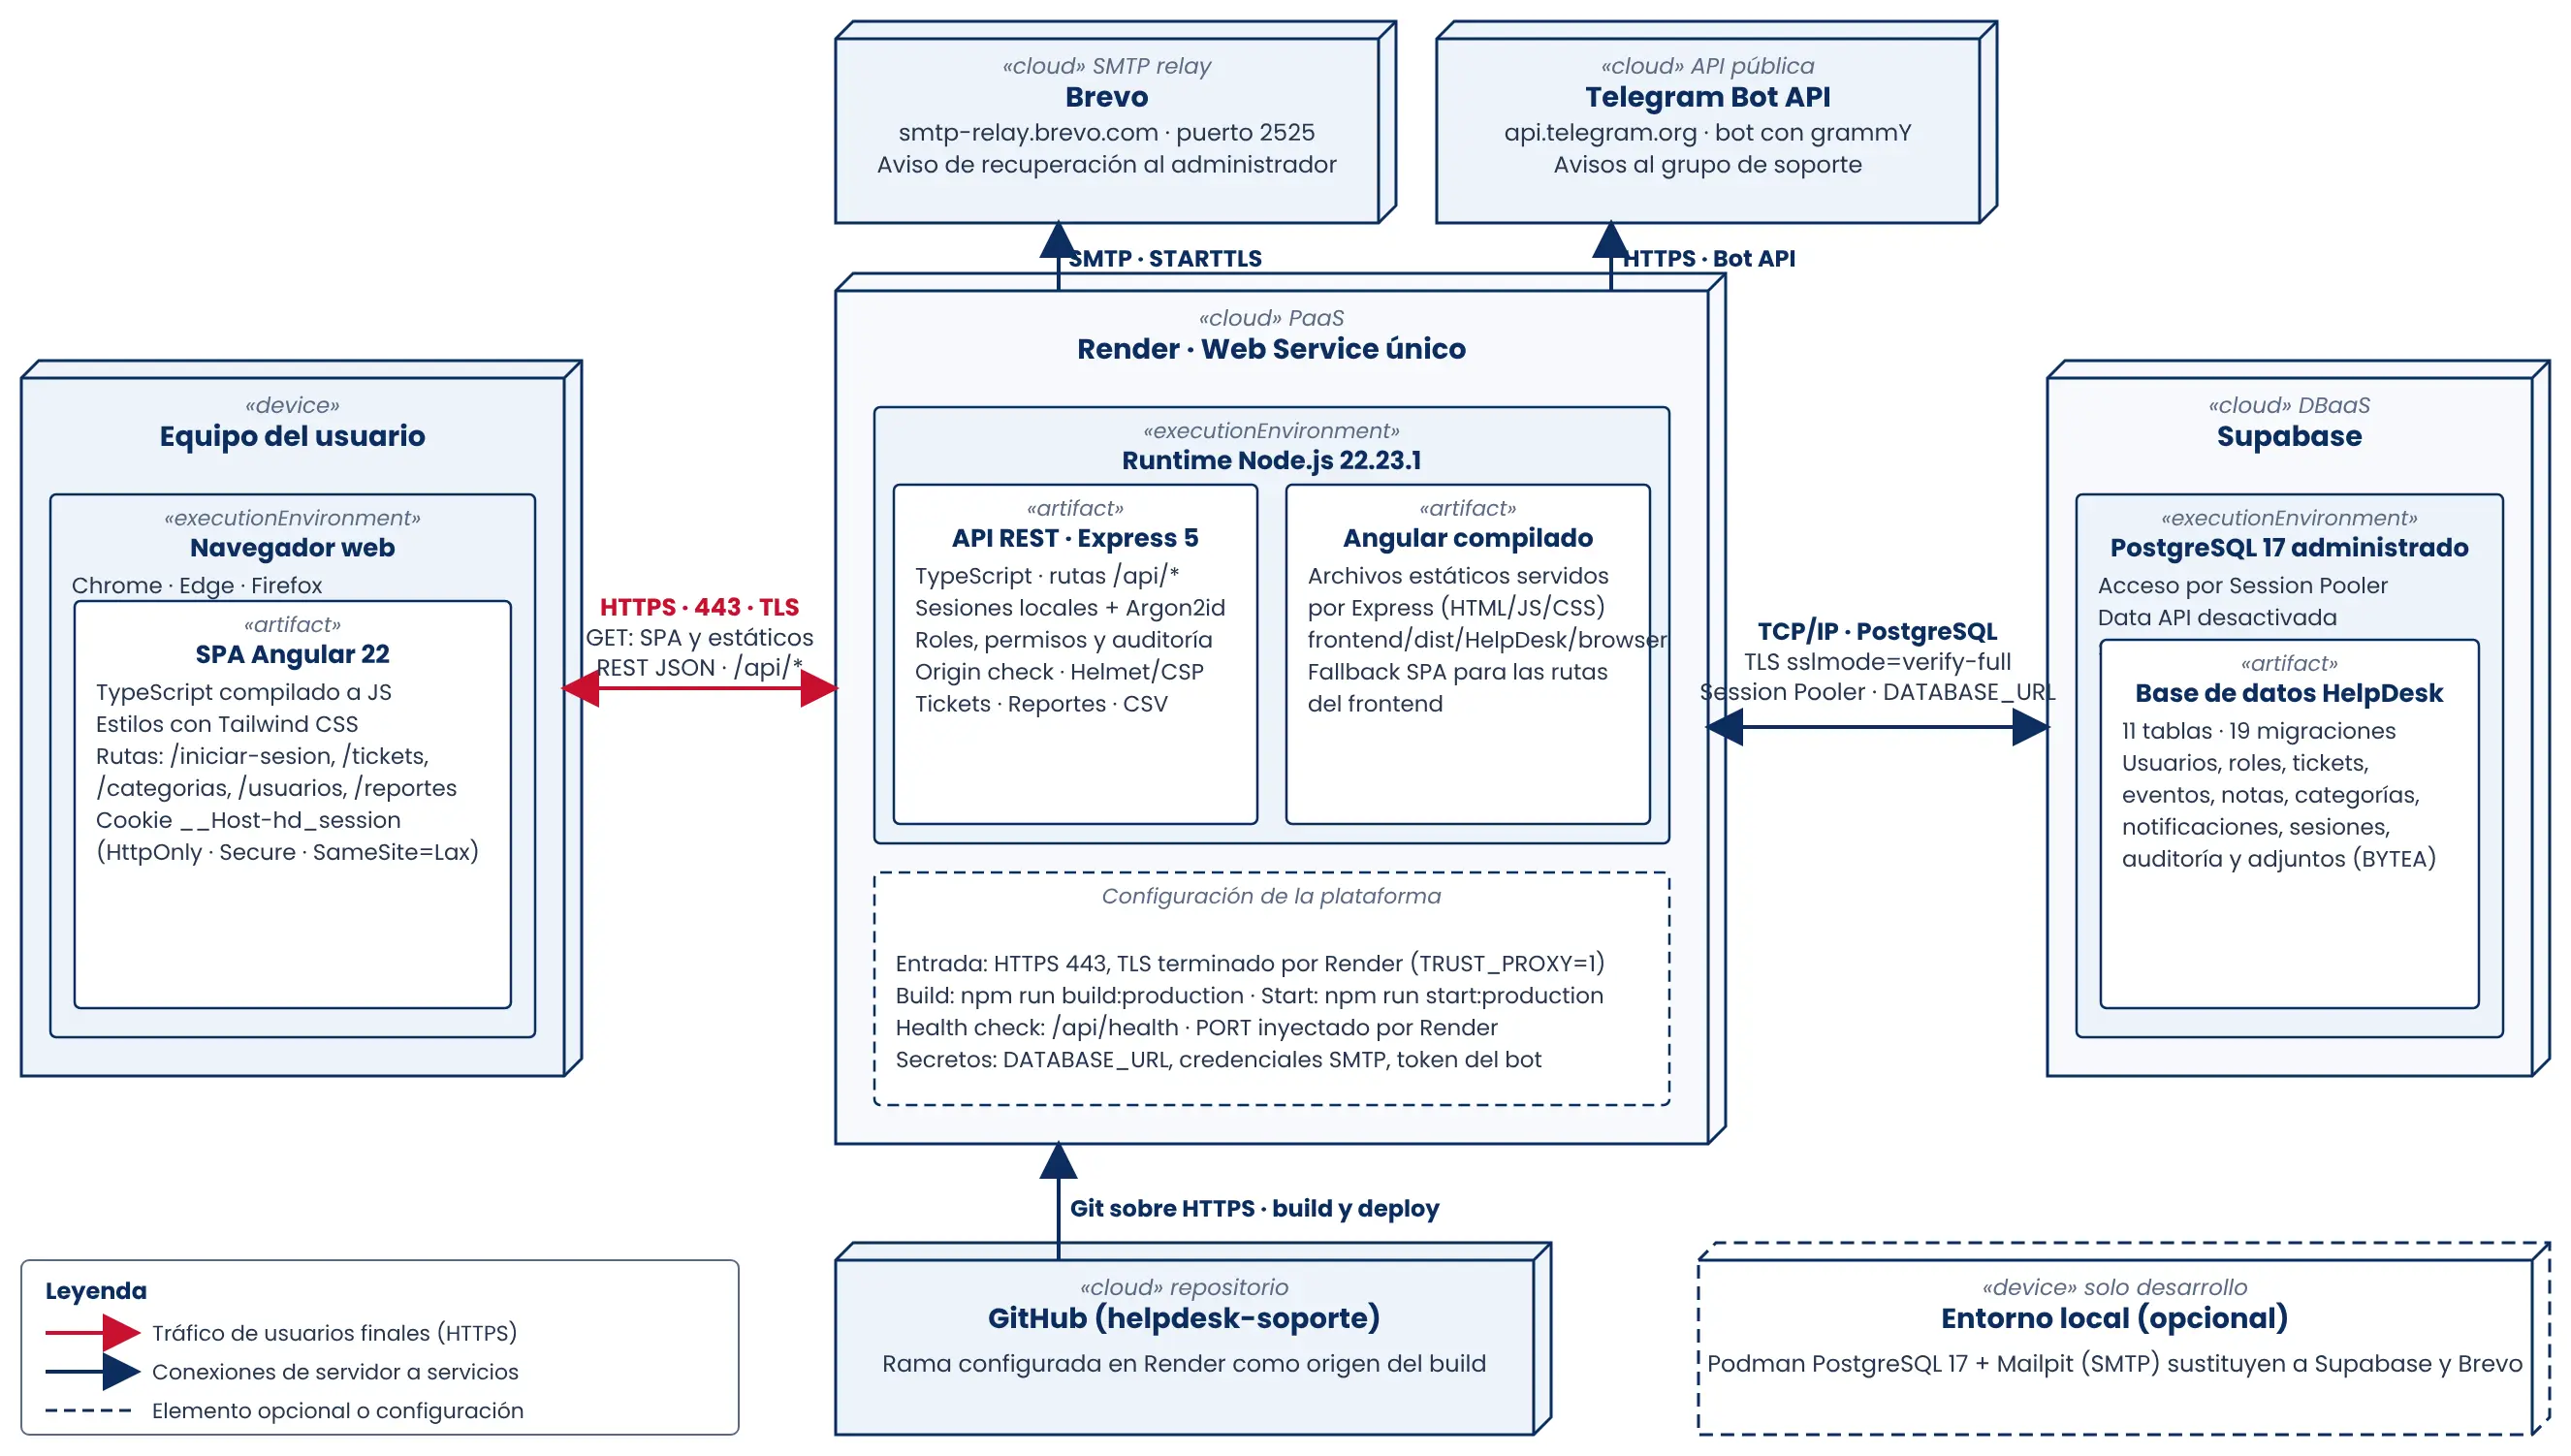 «cloud» SMTP relay
Brevo
smtp-relay.brevo.com · puerto 2525
Aviso de recuperación al administrador
«cloud» API pública
Telegram Bot API
api.telegram.org · bot con grammY
Avisos al grupo de soporte
SMTP · STARTTLS
HTTPS · Bot API
«device»
Equipo del usuario
«executionEnvironment»
Navegador web
Chrome · Edge · Firefox
«artifact»
SPA Angular 22
TypeScript compilado a JS
Estilos con Tailwind CSS
Rutas: /iniciar-sesion, /tickets,
/categorias, /usuarios, /reportes
Cookie __Host-hd_session
(HttpOnly · Secure · SameSite=Lax)
HTTPS · 443 · TLS
GET: SPA y estáticos
REST JSON · /api/*
«cloud» PaaS
Render · Web Service único
«executionEnvironment»
Runtime Node.js 22.23.1
«artifact»
API REST · Express 5
TypeScript · rutas /api/*
Sesiones locales + Argon2id
Roles, permisos y auditoría
Origin check · Helmet/CSP
Tickets · Reportes · CSV
«artifact»
Angular compilado
Archivos estáticos servidos
por Express (HTML/JS/CSS)
frontend/dist/HelpDesk/browser
Fallback SPA para las rutas
del frontend
Configuración de la plataforma
Entrada: HTTPS 443, TLS terminado por Render (TRUST_PROXY=1)
Build: npm run build:production · Start: npm run start:production
Health check: /api/health · PORT inyectado por Render
Secretos: DATABASE_URL, credenciales SMTP, token del bot
TCP/IP · PostgreSQL
TLS sslmode=verify-full
Session Pooler · DATABASE_URL
«cloud» DBaaS
Supabase
«executionEnvironment»
PostgreSQL 17 administrado
Acceso por Session Pooler
Data API desactivada
«artifact»
Base de datos HelpDesk
11 tablas · 19 migraciones
Usuarios, roles, tickets,
eventos, notas, categorías,
notificaciones, sesiones,
auditoría y adjuntos (BYTEA)
Git sobre HTTPS · build y deploy
Leyenda
Tráfico de usuarios finales (HTTPS)
Conexiones de servidor a servicios
Elemento opcional o configuración
«cloud» repositorio
GitHub (helpdesk-soporte)
Rama configurada en Render como origen del build
«device» solo desarrollo
Entorno local (opcional)
Podman PostgreSQL 17 + Mailpit (SMTP) sustituyen a Supabase y Brevo